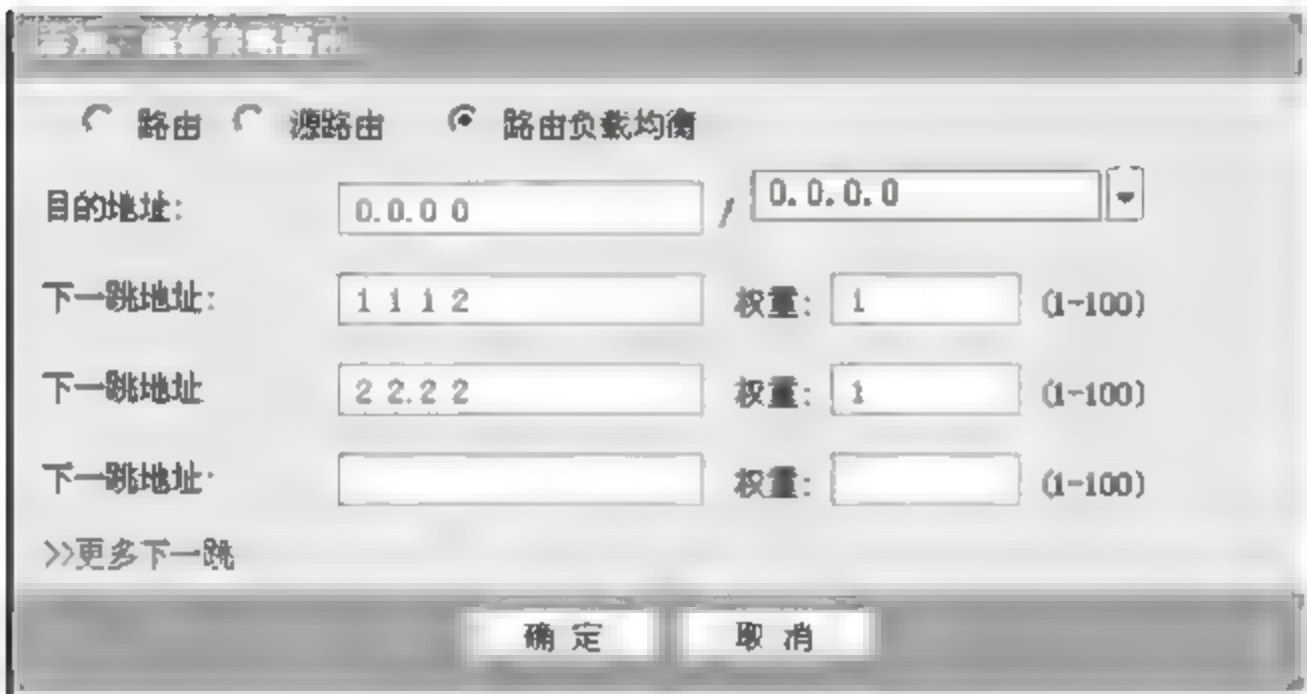 路由 源路由 路由负载均衡
目的地址: 0.0.0 0 / 0.0.0.0
下一跳地址: 1 1 1 2 权重: 1 (1-100)
下一跳地址 2 2.2 2 权重: 1 (1-100)
下一跳地址: 权重: (1-100)
>>更多下一跳
确 定 取 消